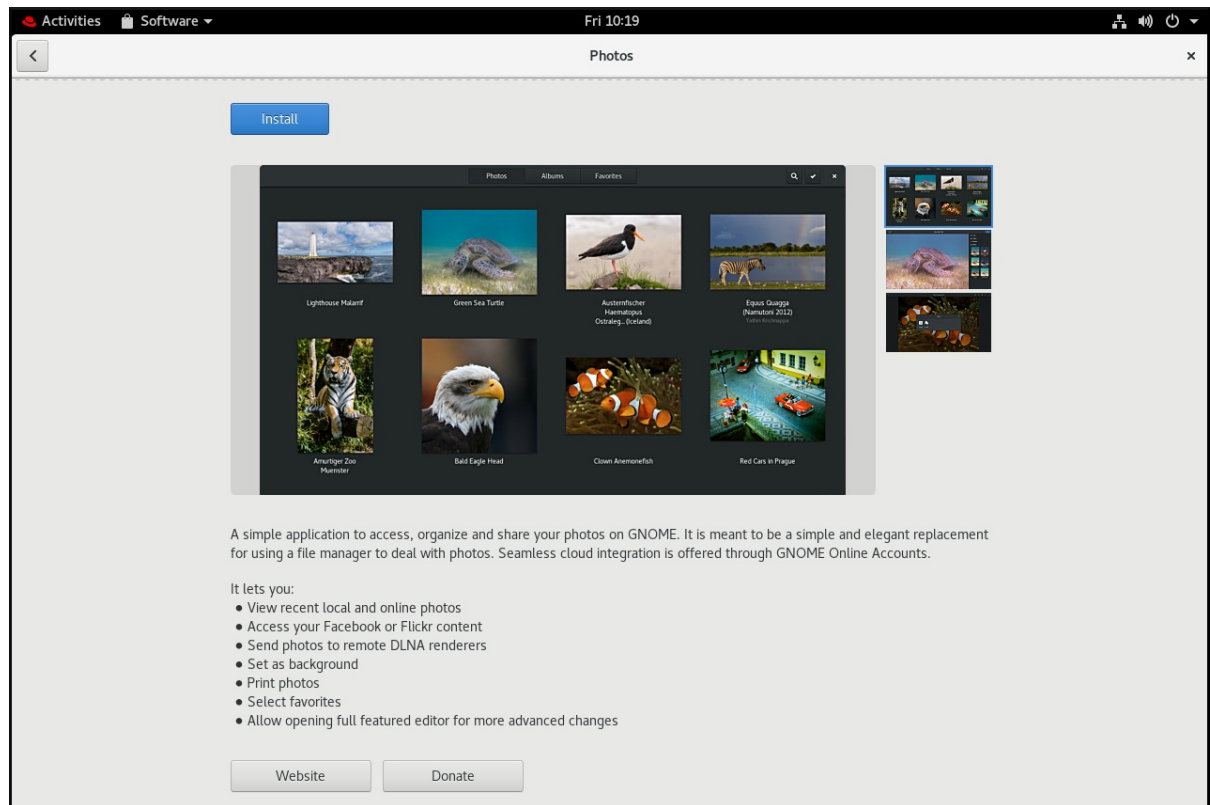 Activities
Software
Fri 10:19
Photos
Install
Photos
Albums
Favorites
Lighthouse Malarrif
Green Sea Turtle
Austernfischer
Haematopus
Ostraleg... (Iceland)
Equus Quagga
(Namutoni 2012)
Amurtiger Zoo
Muenster
Bald Eagle Head
Clown Anemonefish
Red Cars in Prague
A simple application to access, organize and share your photos on GNOME. It is meant to be a simple and elegant replacement
for using a file manager to deal with photos. Seamless cloud integration is offered through GNOME Online Accounts.
It lets you:
● View recent local and online photos
● Access your Facebook or Flickr content
● Send photos to remote DLNA renderers
● Set as background
● Print photos
● Select favorites
● Allow opening full featured editor for more advanced changes
Website
Donate